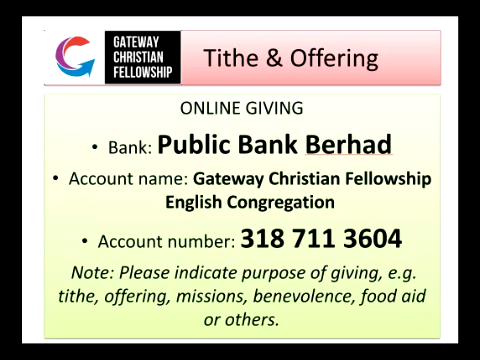 GATEWAY
CHRISTIAN
FELLOWSHIP
Tithe & Offering
ONLINE GIVING
• Bank: Public Bank Berhad
• Account name: Gateway Christian Fellowship
English Congregation
• Account number: 318 711 3604
Note: Please indicate purpose of giving, e.g.
tithe, offering, missions, benevolence, food aid
or others.